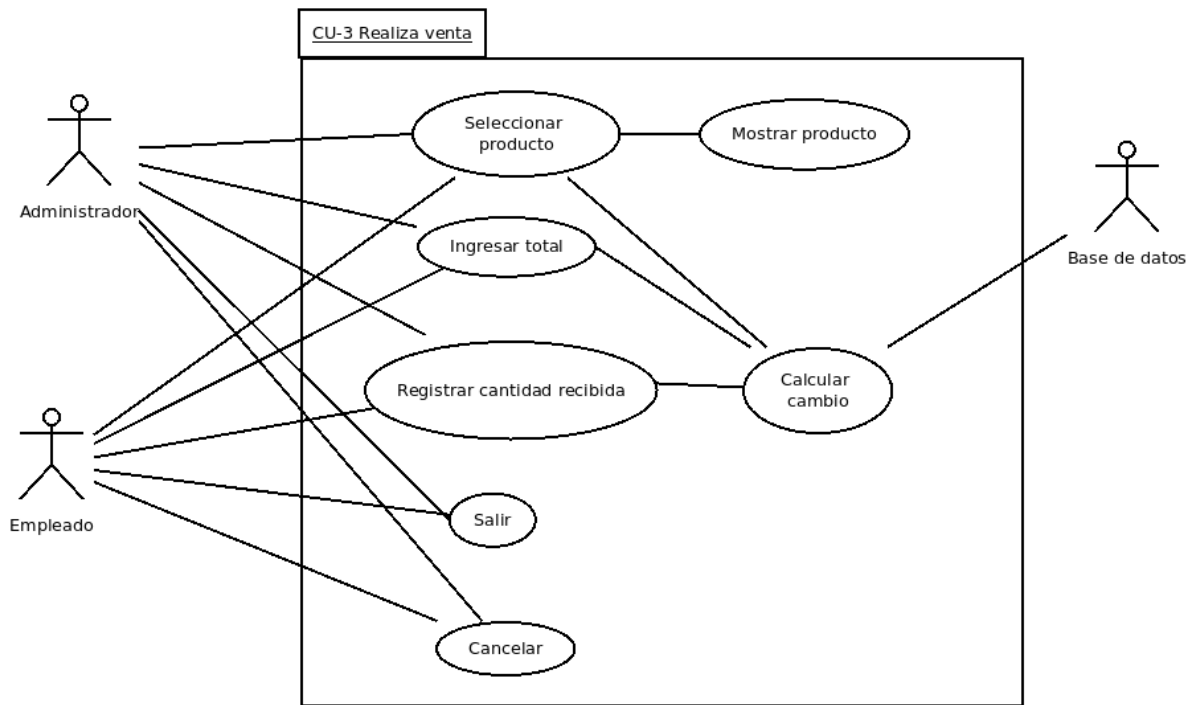 CU-3 Realiza venta
Seleccionar
producto
Mostrar producto
Administrador
Ingresar total
Base de datos
Registrar cantidad recibida
Calcular
cambio
Empleado
Salir
Cancelar